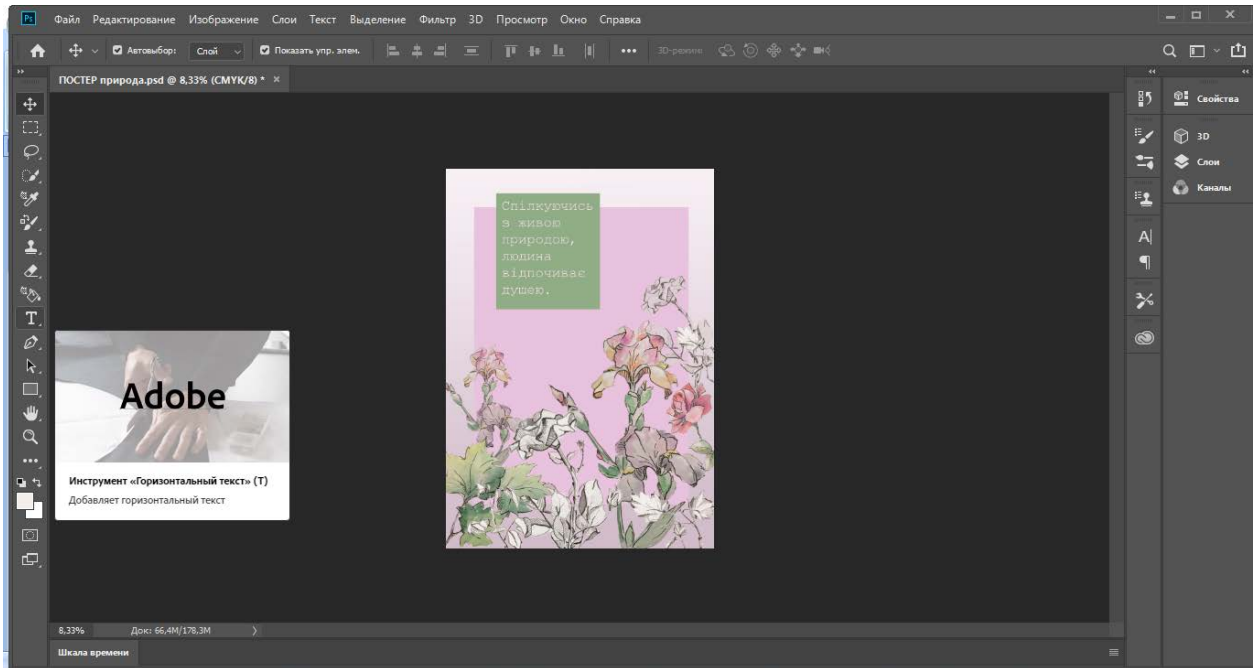 Ps Файл Редактирование Изображение Слои Текст Выделение Фильтр 3D Просмотр Окно Справка
Автовыбор: Слой Показать упр. элем. 3D-режим:
ПОСТЕР природа.psd @ 8,33% (CMYK/8) * ×
Свойства
3D
Слои
Каналы
Спілкуючись
з живою
природою,
людина
відпочиває
душею.
Adobe
Инструмент «Горизонтальный текст» (T)
Добавляет горизонтальный текст
8,33% Док: 66,4M/178,3M
Шкала времени